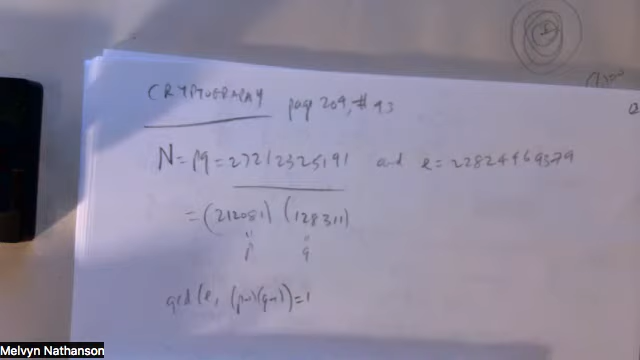 CRYPTOGRAPHY page 209, #43
N = pq = 27212325191 and e = 22824469379
= (212081) (128311)
p q
gcd(e, (p-1)(q-1)) = 1
Melvyn Nathanson